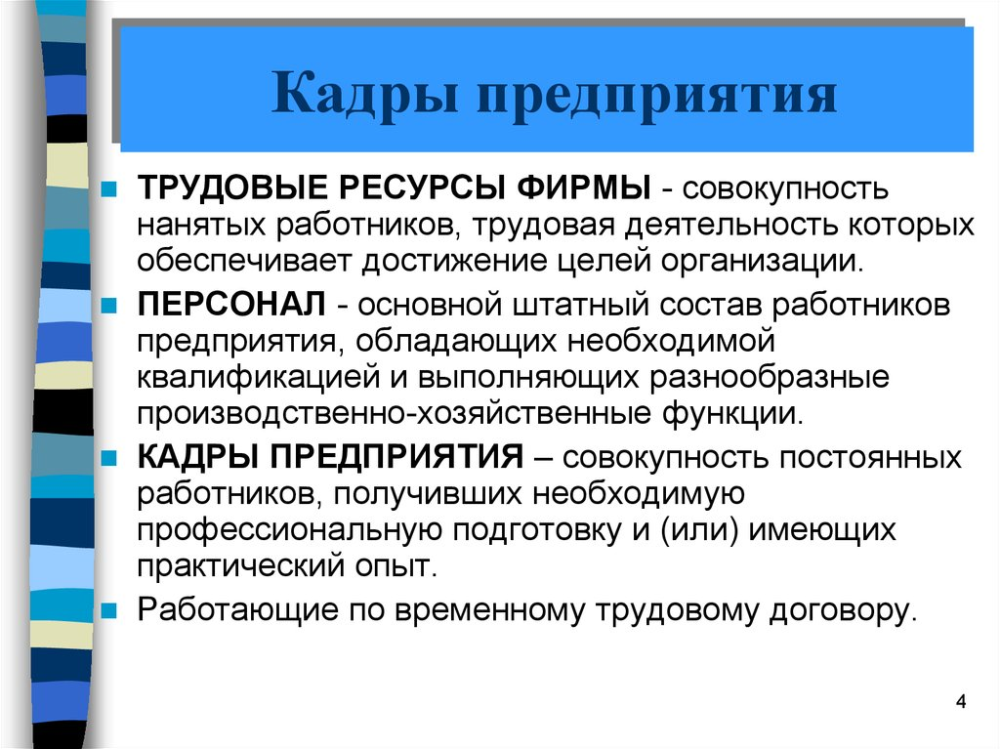 Кадры предприятия
ТРУДОВЫЕ РЕСУРСЫ ФИРМЫ - совокупность
нанятых работников, трудовая деятельность которых
обеспечивает достижение целей организации.
ПЕРСОНАЛ - основной штатный состав работников
предприятия, обладающих необходимой
квалификацией и выполняющих разнообразные
производственно-хозяйственные функции.
КАДРЫ ПРЕДПРИЯТИЯ – совокупность постоянных
работников, получивших необходимую
профессиональную подготовку и (или) имеющих
практический опыт.
Работающие по временному трудовому договору.
4